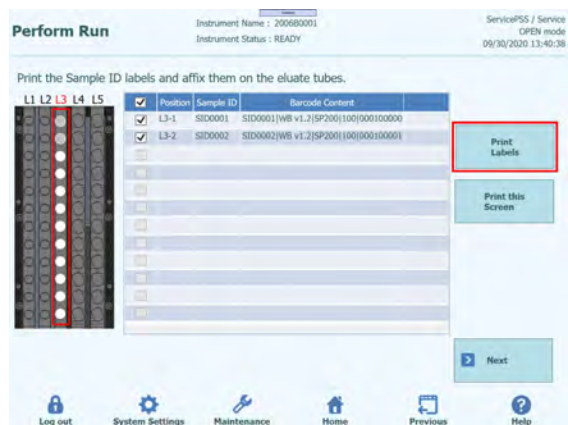 Perform Run
Instrument Name : 200680001
Instrument Status : READY
ServicePSS / Service
OPEN mode
09/30/2020 13:40:38
Print the Sample ID labels and affix them on the eluate tubes.
L1 L2 L3 L4 L5
Position Sample ID Barcode Content
L3-1 SID0001 SID0001|WB v1.2|SP200|100|000100000
L3-2 SID0002 SID0002|WB v1.2|SP200|100|000100001
Print Labels
Print this Screen
Next
Log out System Settings Maintenance Home Previous Help